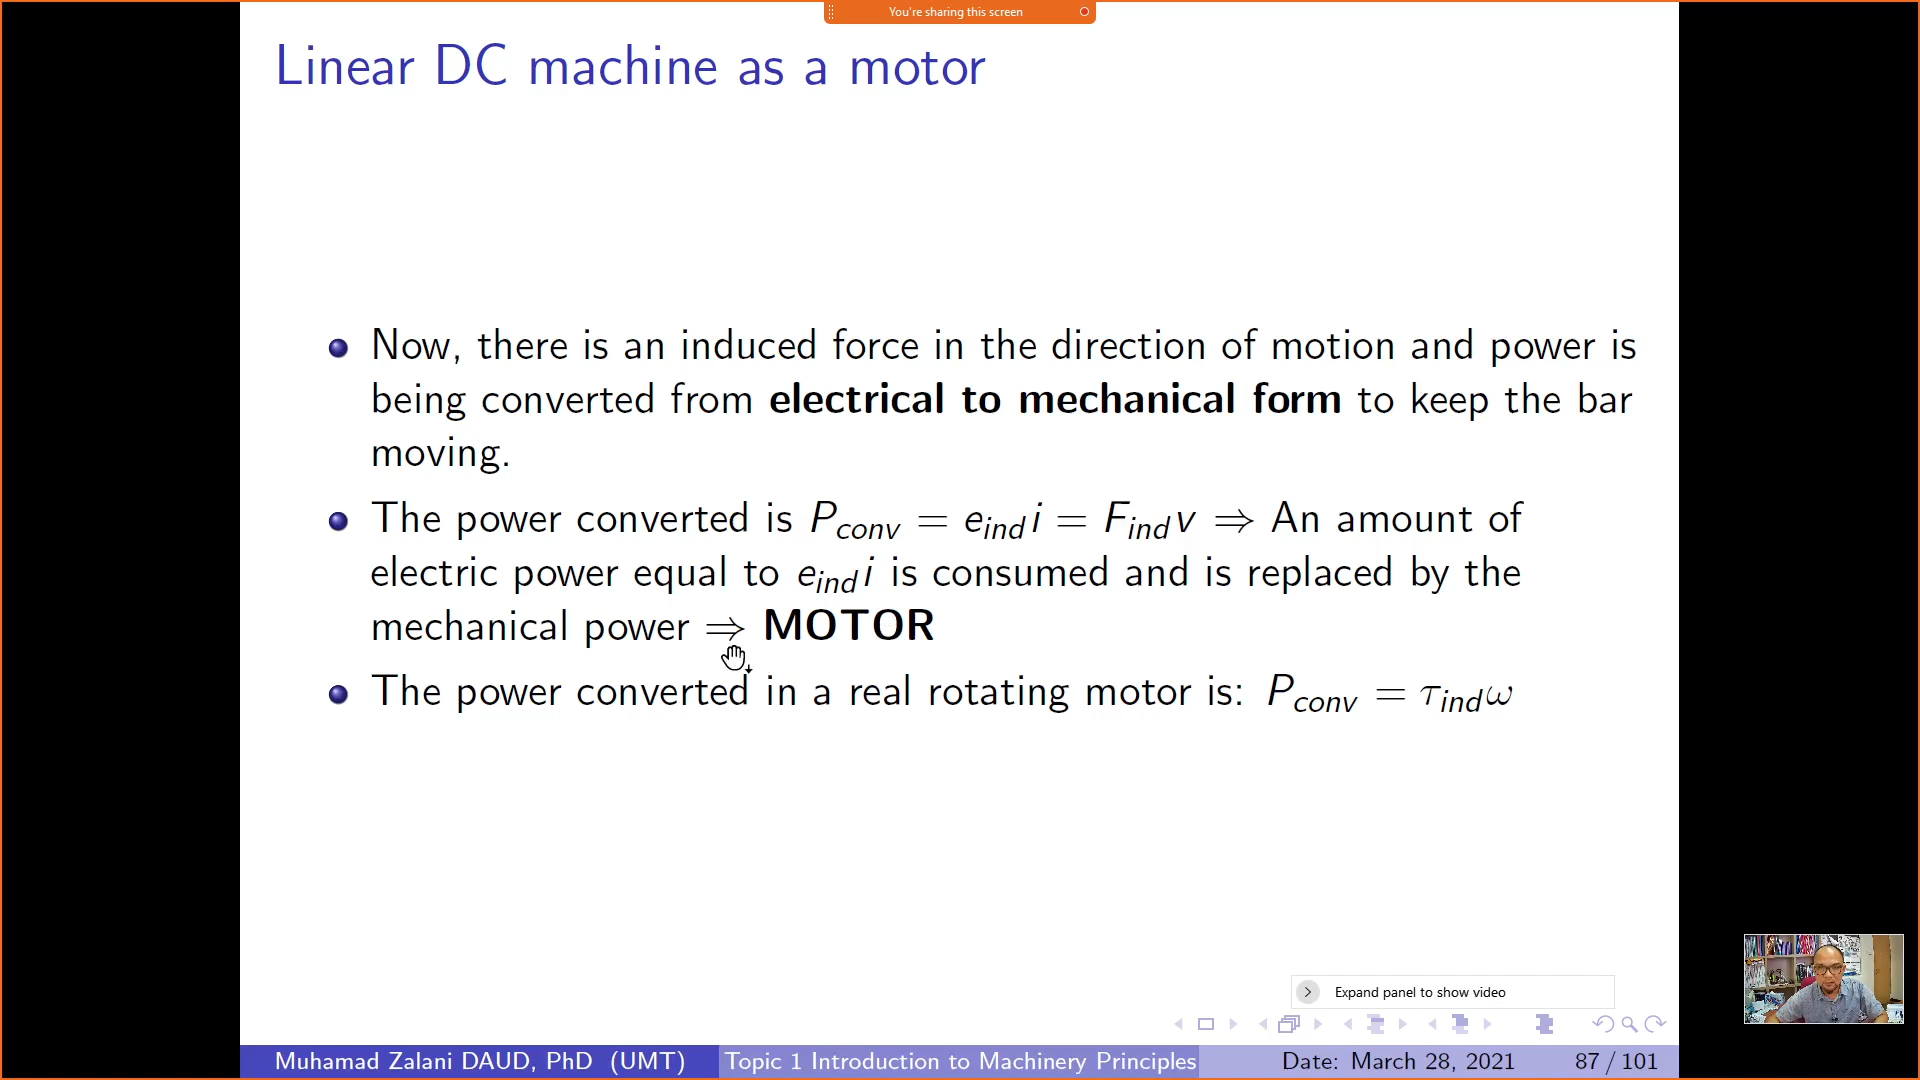 You're sharing this screen
Linear DC machine as a motor
Now, there is an induced force in the direction of motion and power is
being converted from electrical to mechanical form to keep the bar
moving.
The power converted is P_conv = e_ind i = F_ind v ⇒ An amount of
electric power equal to e_ind i is consumed and is replaced by the
mechanical power ⇒ MOTOR
The power converted in a real rotating motor is: P_conv = τ_ind ω
Expand panel to show video
Muhamad Zalani DAUD, PhD (UMT) Topic 1 Introduction to Machinery Principles Date: March 28, 2021 87 / 101